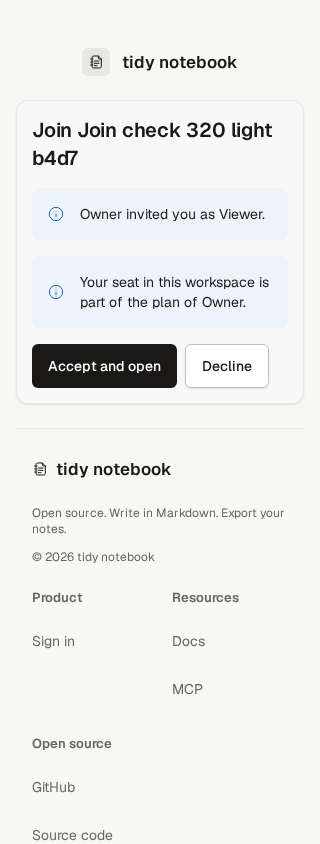 tidy notebook
Join Join check 320 light
b4d7
Owner invited you as Viewer.
Your seat in this workspace is
part of the plan of Owner.
Accept and open
Decline
tidy notebook
Open source. Write in Markdown. Export your
notes.
© 2026 tidy notebook
Product
Sign in
Resources
Docs
MCP
Open source
GitHub
Source code